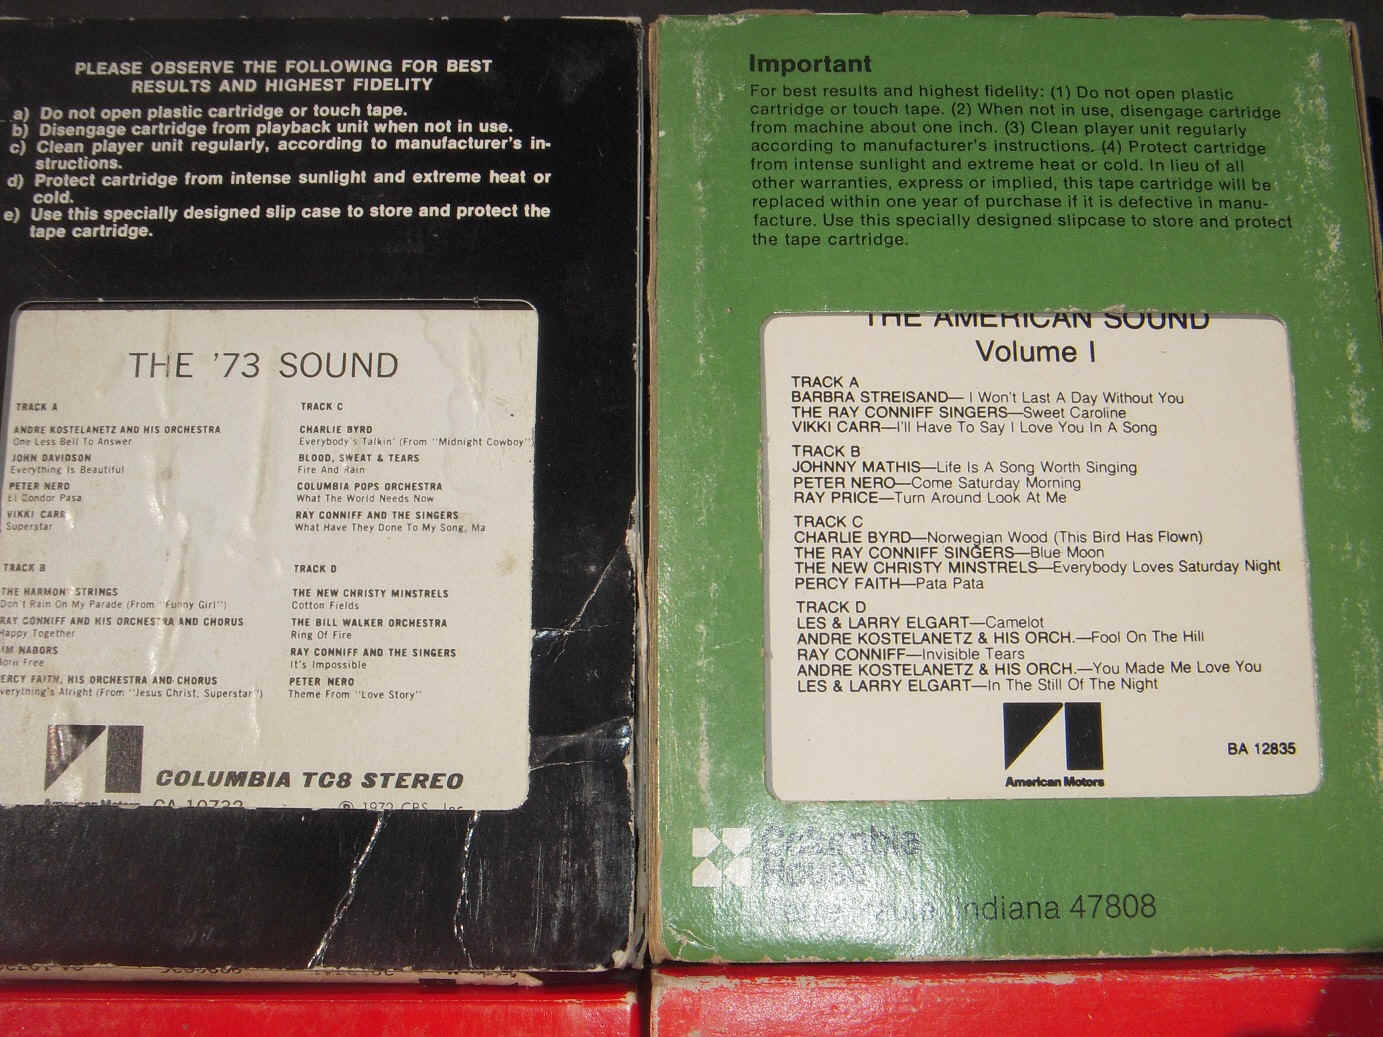 PLEASE OBSERVE THE FOLLOWING FOR BEST
RESULTS AND HIGHEST FIDELITY
a) Do not open plastic cartridge or touch tape.
b) Disengage cartridge from playback unit when not in use.
c) Clean player unit regularly, according to manufacturer's in-
structions.
d) Protect cartridge from intense sunlight and extreme heat or
cold.
e) Use this specially designed slip case to store and protect the
tape cartridge.
THE '73 SOUND
TRACK A
ANDRE KOSTELANETZ AND HIS ORCHESTRA
One Less Bell To Answer
JOHN DAVIDSON
Everything Is Beautiful
PETER NERO
El Condor Pasa
VIKKI CARR
Superstar
TRACK B
THE HARMONY STRINGS
Don't Rain On My Parade (From "Funny Girl")
RAY CONNIFF AND HIS ORCHESTRA AND CHORUS
Happy Together
IM NABORS
Born Free
ERCY FAITH, HIS ORCHESTRA AND CHORUS
verything's Alright (From "Jesus Christ, Superstar")
TRACK C
CHARLIE BYRD
Everybody's Talkin' (From "Midnight Cowboy")
BLOOD, SWEAT & TEARS
Fire And Rain
COLUMBIA POPS ORCHESTRA
What The World Needs Now
RAY CONNIFF AND THE SINGERS
What Have They Done To My Song, Ma
TRACK D
THE NEW CHRISTY MINSTRELS
Cotton Fields
THE BILL WALKER ORCHESTRA
Ring Of Fire
RAY CONNIFF AND THE SINGERS
It's Impossible
PETER NERO
Theme From "Love Story"
COLUMBIA TC8 STEREO
American Motors
Important
For best results and highest fidelity: (1) Do not open plastic
cartridge or touch tape. (2) When not in use, disengage cartridge
from machine about one inch. (3) Clean player unit regularly
according to manufacturer's instructions. (4) Protect cartridge
from intense sunlight and extreme heat or cold. In lieu of all
other warranties, express or implied, this tape cartridge will be
replaced within one year of purchase if it is defective in manu-
facture. Use this specially designed slipcase to store and protect
the tape cartridge.
THE AMERICAN SOUND
Volume I
TRACK A
BARBRA STREISAND— I Won't Last A Day Without You
THE RAY CONNIFF SINGERS—Sweet Caroline
VIKKI CARR—I'll Have To Say I Love You In A Song
TRACK B
JOHNNY MATHIS—Life Is A Song Worth Singing
PETER NERO—Come Saturday Morning
RAY PRICE—Turn Around Look At Me
TRACK C
CHARLIE BYRD—Norwegian Wood (This Bird Has Flown)
THE RAY CONNIFF SINGERS—Blue Moon
THE NEW CHRISTY MINSTRELS—Everybody Loves Saturday Night
PERCY FAITH—Pata Pata
TRACK D
LES & LARRY ELGART—Camelot
ANDRE KOSTELANETZ & HIS ORCH.—Fool On The Hill
RAY CONNIFF—Invisible Tears
ANDRE KOSTELANETZ & HIS ORCH.—You Made Me Love You
LES & LARRY ELGART—In The Still Of The Night
American Motors
BA 12835
Columbia
House
Indiana 47808